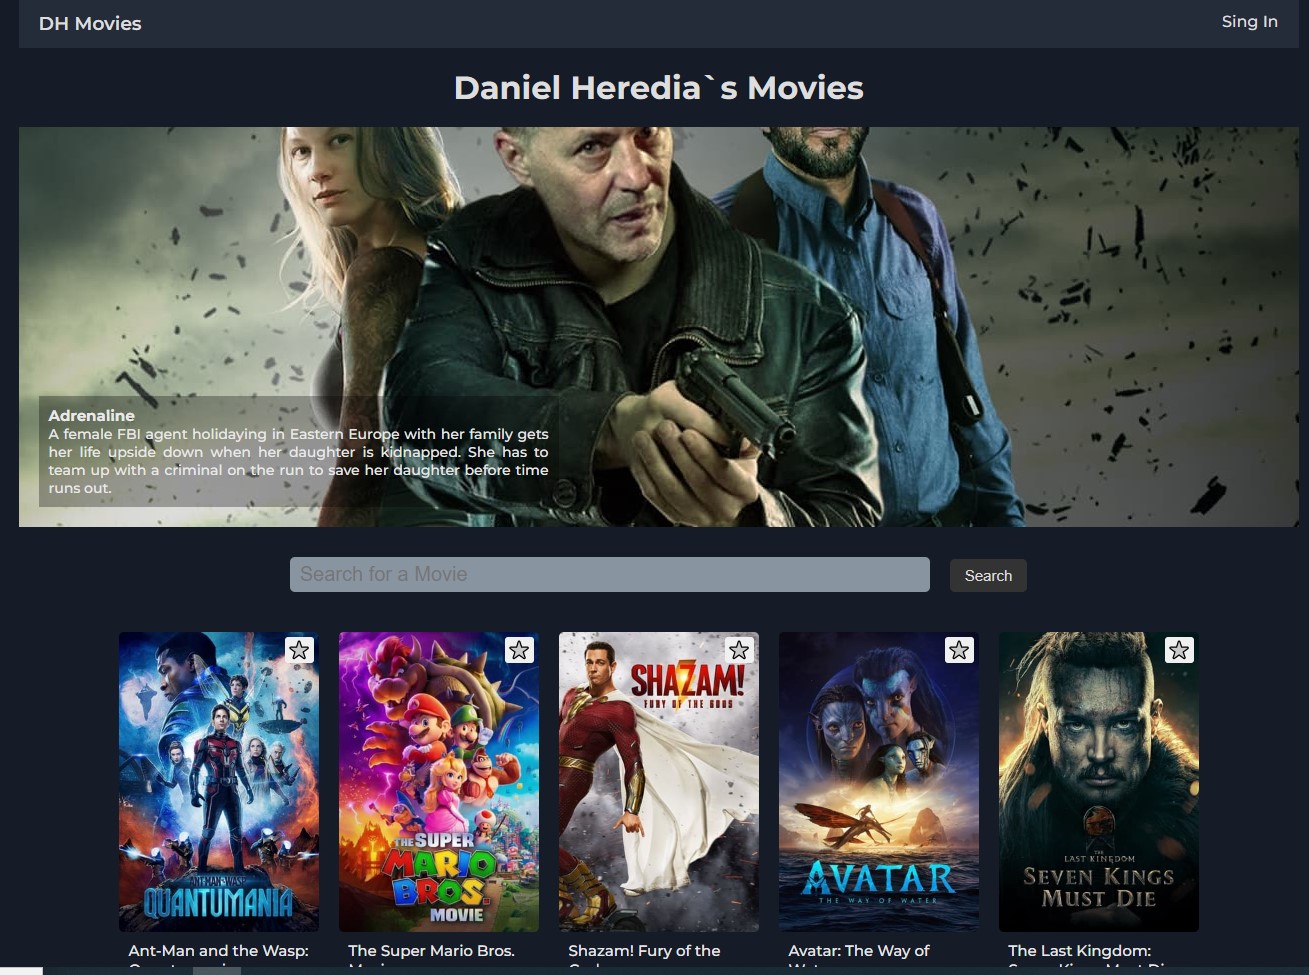 DH Movies
Sing In
Daniel Heredia`s Movies
Adrenaline
A female FBI agent holidaying in Eastern Europe with her family gets
her life upside down when her daughter is kidnapped. She has to
team up with a criminal on the run to save her daughter before time
runs out.
Search for a Movie
Search
ANT-MAN AND THE WASP
QUANTUMANIA
THE SUPER
MARIO
BROS.
MOVIE
SHAZAM!
FURY OF THE GODS
AVATAR
THE WAY OF WATER
THE
LAST KINGDOM
SEVEN KINGS
MUST DIE
Ant-Man and the Wasp:
The Super Mario Bros.
Shazam! Fury of the
Avatar: The Way of
The Last Kingdom: